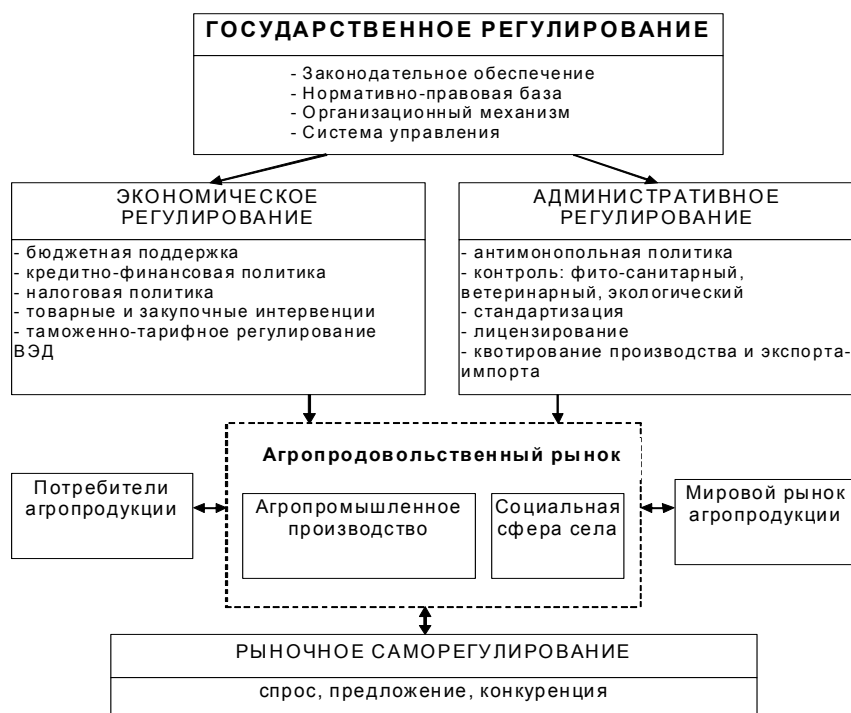 ГОСУДАРСТВЕННОЕ РЕГУЛИРОВАНИЕ
- Законодательное обеспечение
- Нормативно-правовая база
- Организационный механизм
- Система управления
ЭКОНОМИЧЕСКОЕ
РЕГУЛИРОВАНИЕ
- бюджетная поддержка
- кредитно-финансовая политика
- налоговая политика
- товарные и закупочные интервенции
- таможенно-тарифное регулирование
ВЭД
АДМИНИСТРАТИВНОЕ
РЕГУЛИРОВАНИЕ
- антимонопольная политика
- контроль: фито-санитарный,
ветеринарный, экологический
- стандартизация
- лицензирование
- квотирование производства и экспорта-
импорта
Агропродовольственный рынок
Потребители
агропродукции
Агропромышленное
производство
Социальная
сфера села
Мировой рынок
агропродукции
РЫНОЧНОЕ САМОРЕГУЛИРОВАНИЕ
спрос, предложение, конкуренция